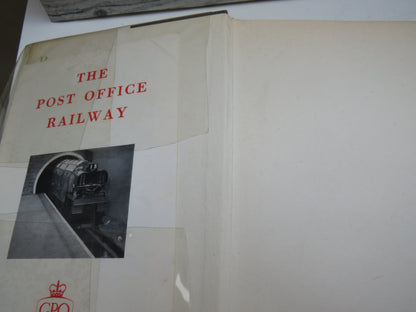 THE
POST OFFICE
RAILWAY
GPO